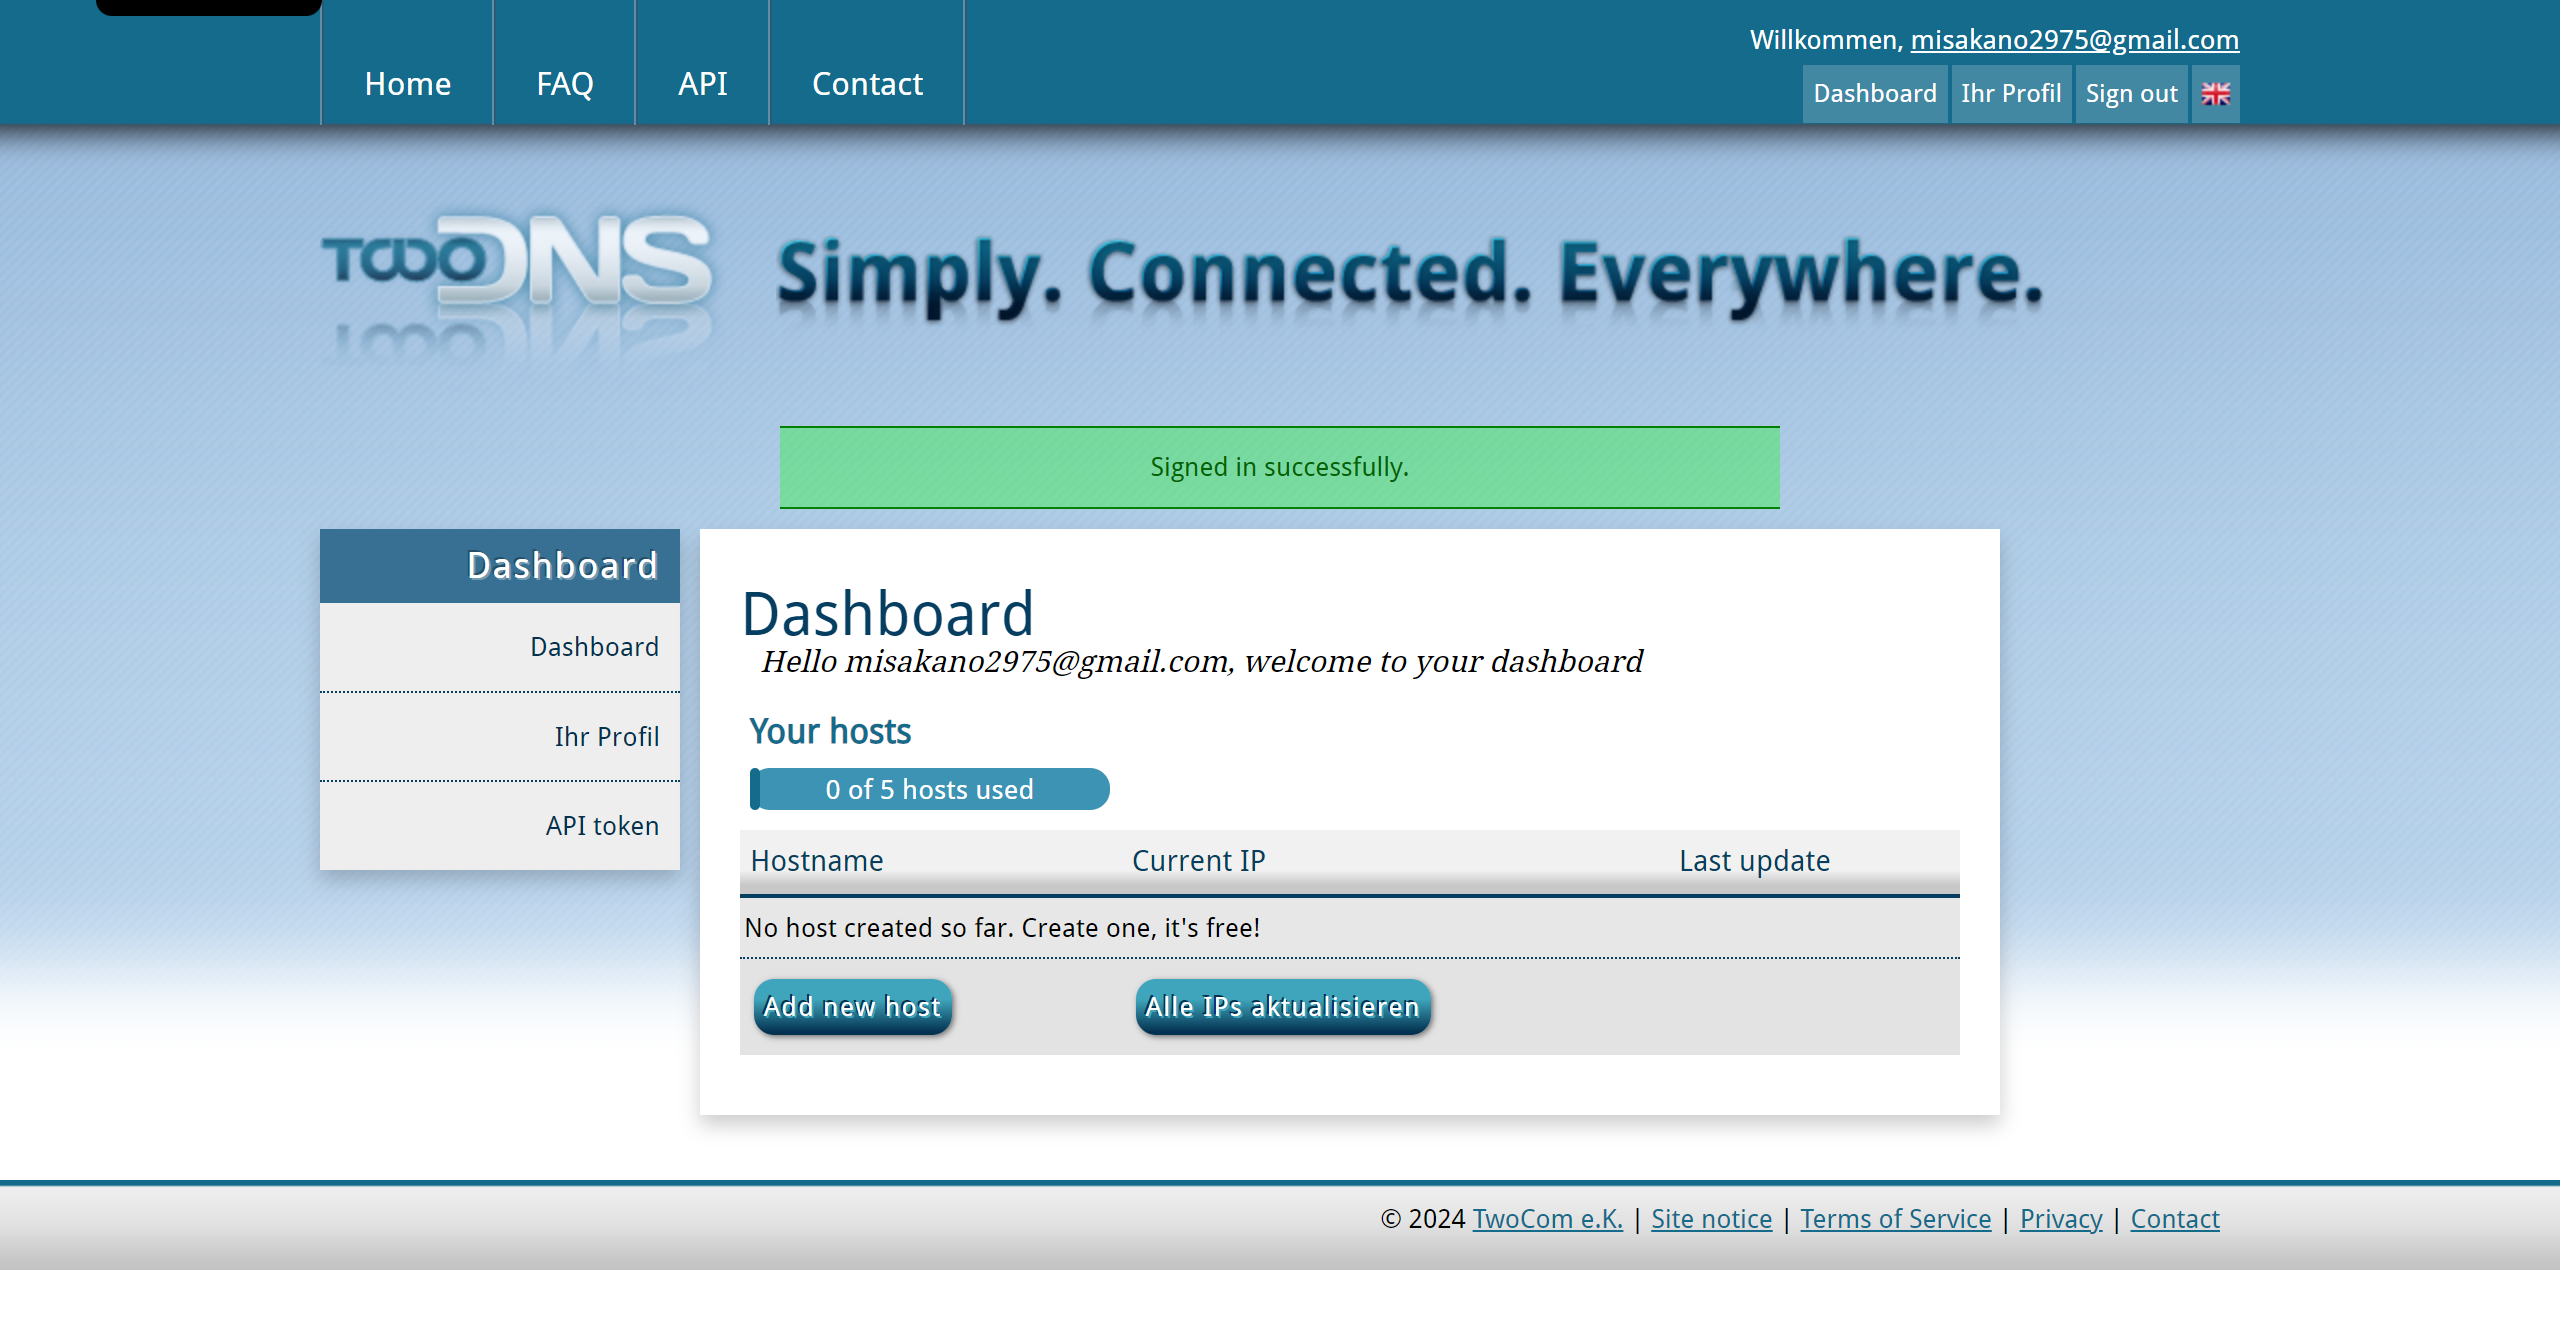 Home FAQ API Contact
Willkommen, misakano2975@gmail.com
Dashboard Ihr Profil Sign out
TWO DNS
Simply. Connected. Everywhere.
Signed in successfully.
Dashboard
Dashboard
Ihr Profil
API token
Dashboard
Hello misakano2975@gmail.com, welcome to your dashboard
Your hosts
0 of 5 hosts used
Hostname Current IP Last update
No host created so far. Create one, it's free!
Add new host Alle IPs aktualisieren
© 2024 TwoCom e.K. | Site notice | Terms of Service | Privacy | Contact